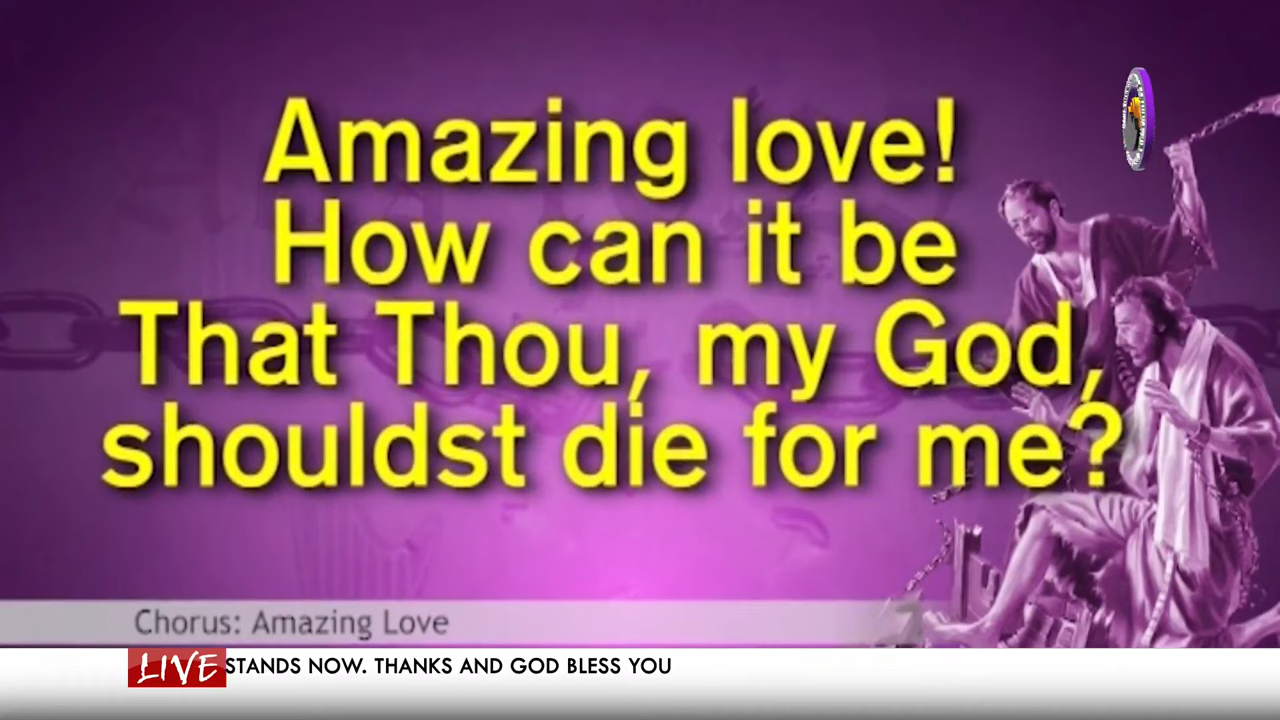 Amazing love!
How can it be
That Thou, my God,
shouldst die for me?
Chorus: Amazing Love
LIVE STANDS NOW. THANKS AND GOD BLESS YOU